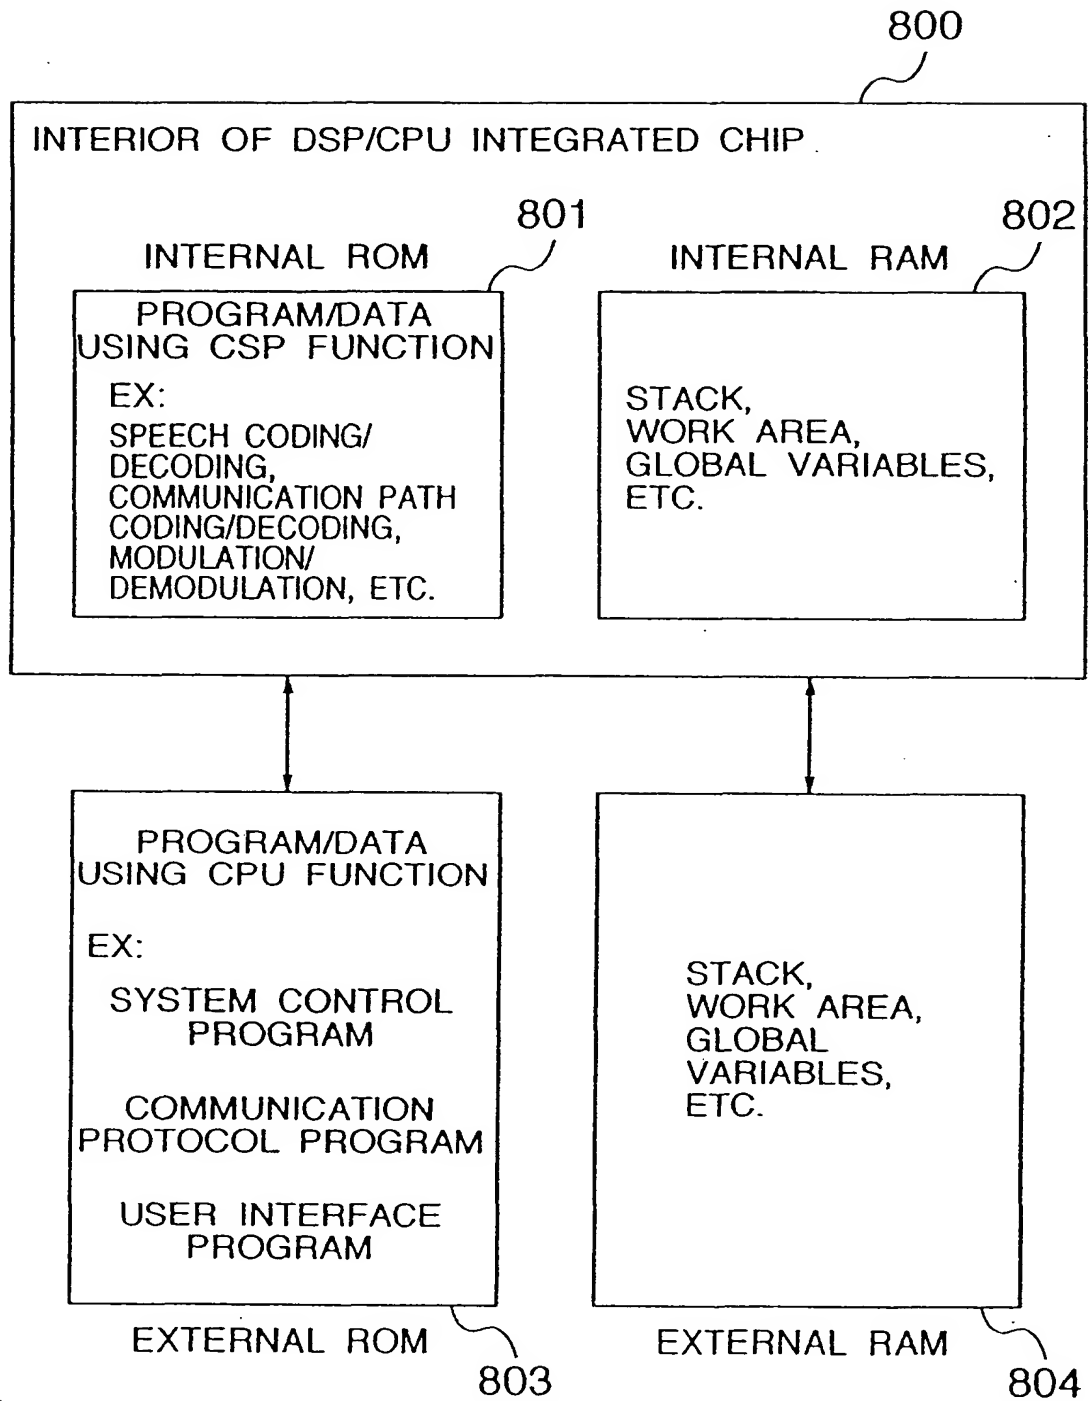 800
INTERIOR OF DSP/CPU INTEGRATED CHIP
801
802
INTERNAL ROM
INTERNAL RAM
PROGRAM/DATA
USING CSP FUNCTION
EX:
SPEECH CODING/
DECODING,
COMMUNICATION PATH
CODING/DECODING,
MODULATION/
DEMODULATION, ETC.
STACK,
WORK AREA,
GLOBAL VARIABLES,
ETC.
PROGRAM/DATA
USING CPU FUNCTION
EX:
SYSTEM CONTROL
PROGRAM
COMMUNICATION
PROTOCOL PROGRAM
USER INTERFACE
PROGRAM
STACK,
WORK AREA,
GLOBAL
VARIABLES,
ETC.
EXTERNAL ROM
EXTERNAL RAM
803
804